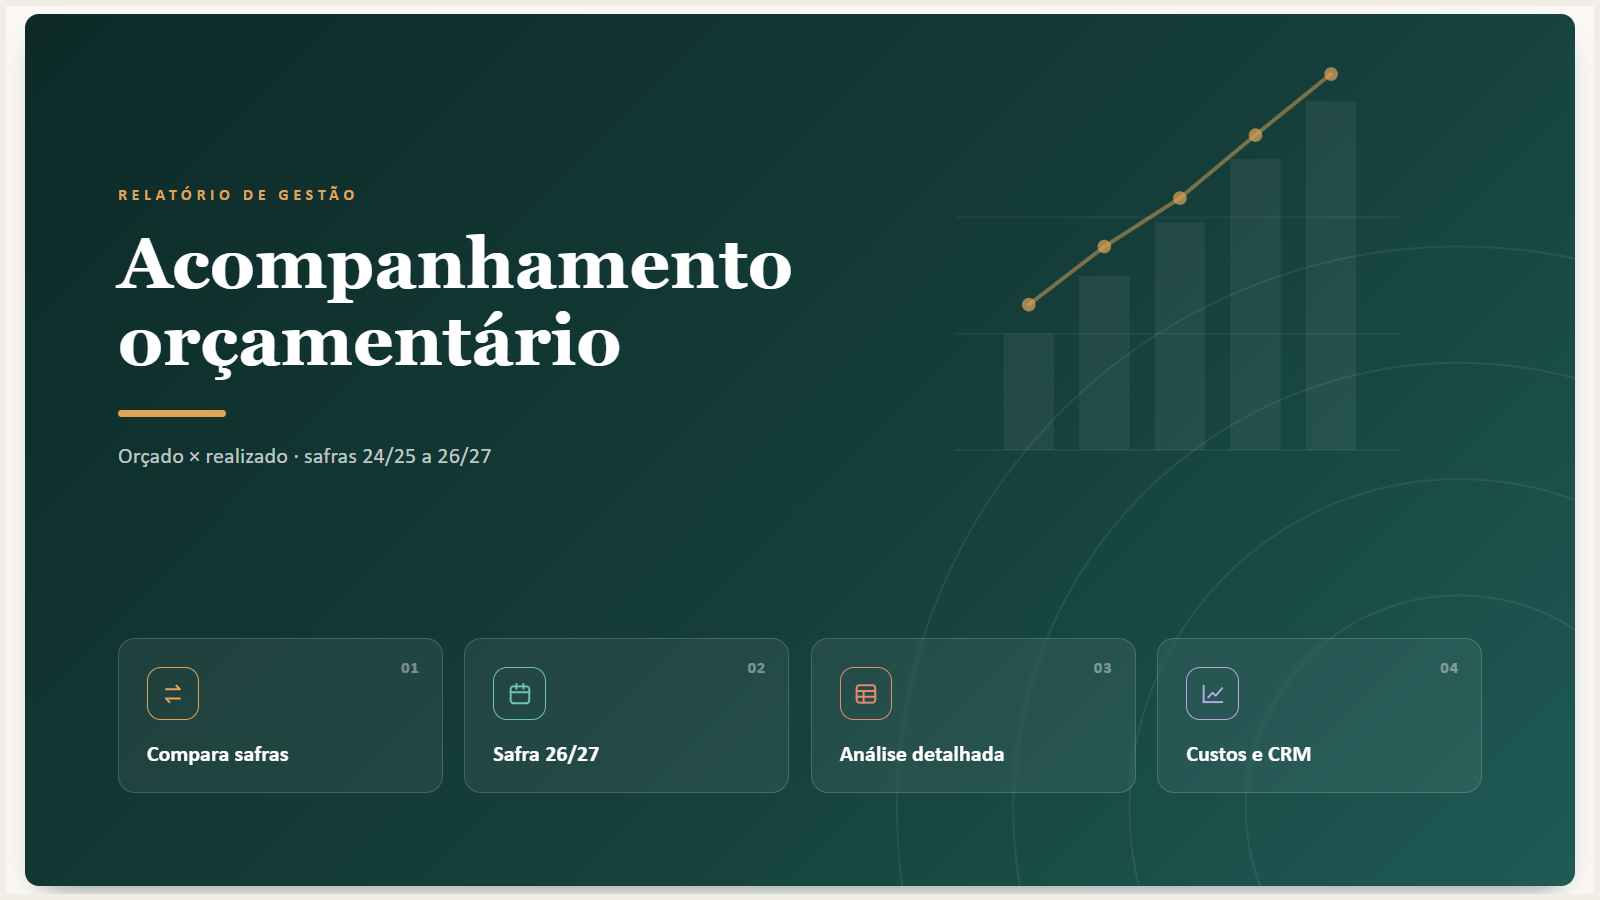 RELATÓRIO DE GESTÃO
Acompanhamento
orçamentário
Orçado × realizado · safras 24/25 a 26/27
01
Compara safras
02
Safra 26/27
03
Análise detalhada
04
Custos e CRM